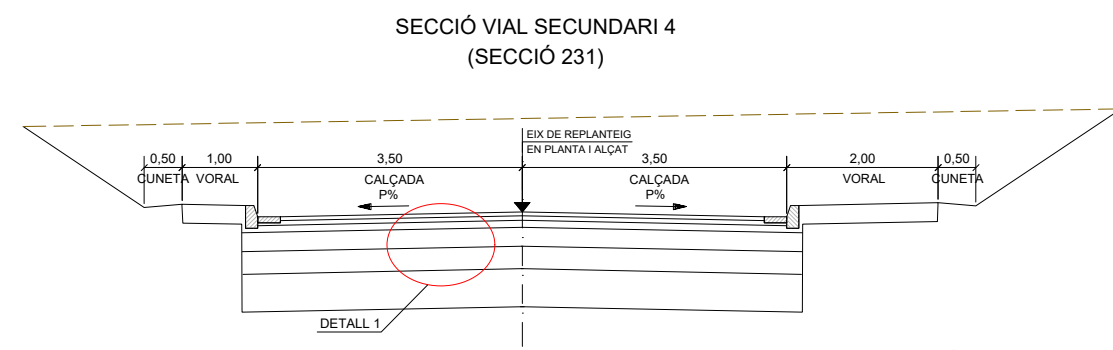 SECCIÓ VIAL SECUNDARI 4
(SECCIÓ 231)
EIX DE REPLANTEIG
EN PLANTA I ALÇAT
0,50
1,00
3,50
3,50
2,00
0,50
CUNETA
VORAL
CALÇADA
P%
CALÇADA
P%
VORAL
CUNETA
DETALL 1